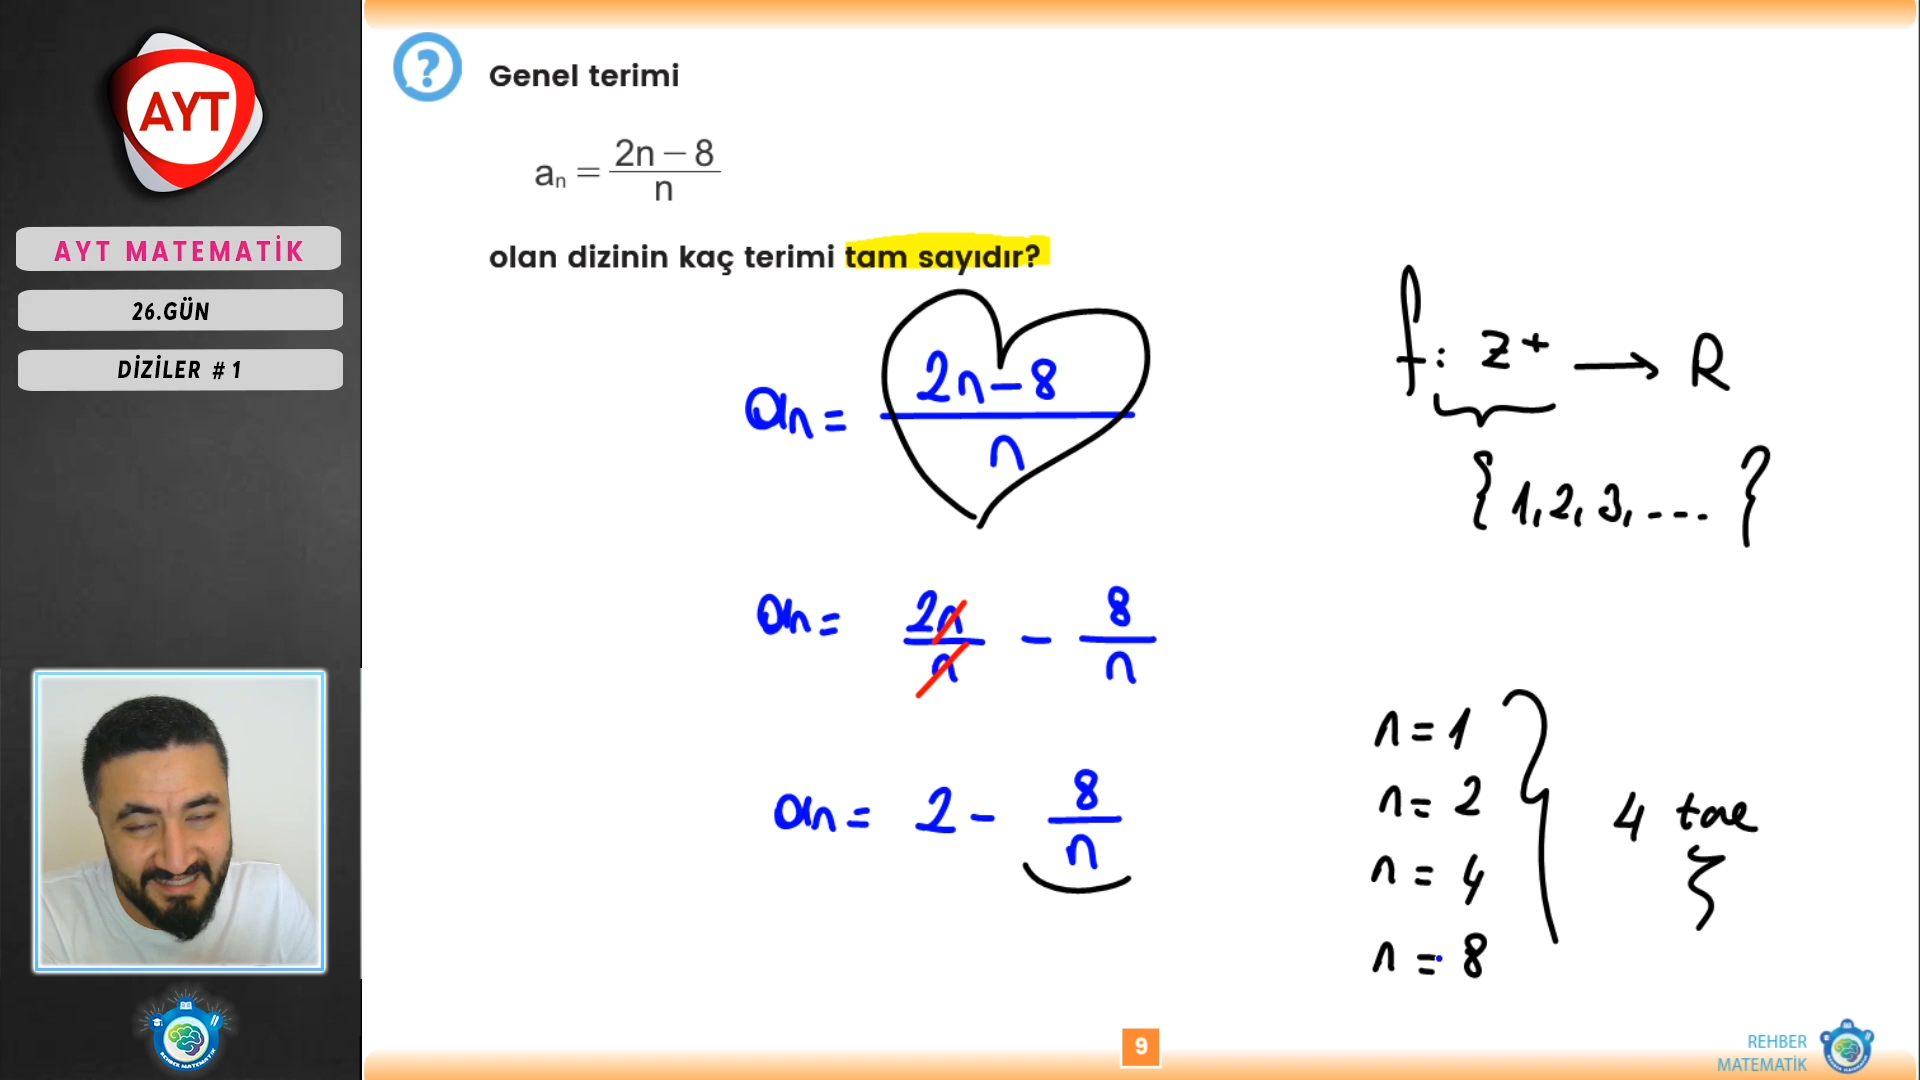 AYT
AYT MATEMATİK
26.GÜN
DİZİLER # 1
Genel terimi
aₙ = (2n − 8)/n
olan dizinin kaç terimi tam sayıdır?
aₙ = (2n − 8)/n
f: Z⁺ → R
{1, 2, 3, ...}
aₙ = 2n/n − 8/n
aₙ = 2 − 8/n
n = 1
n = 2
n = 4
n = 8
4 tane
9
REHBER
MATEMATİK